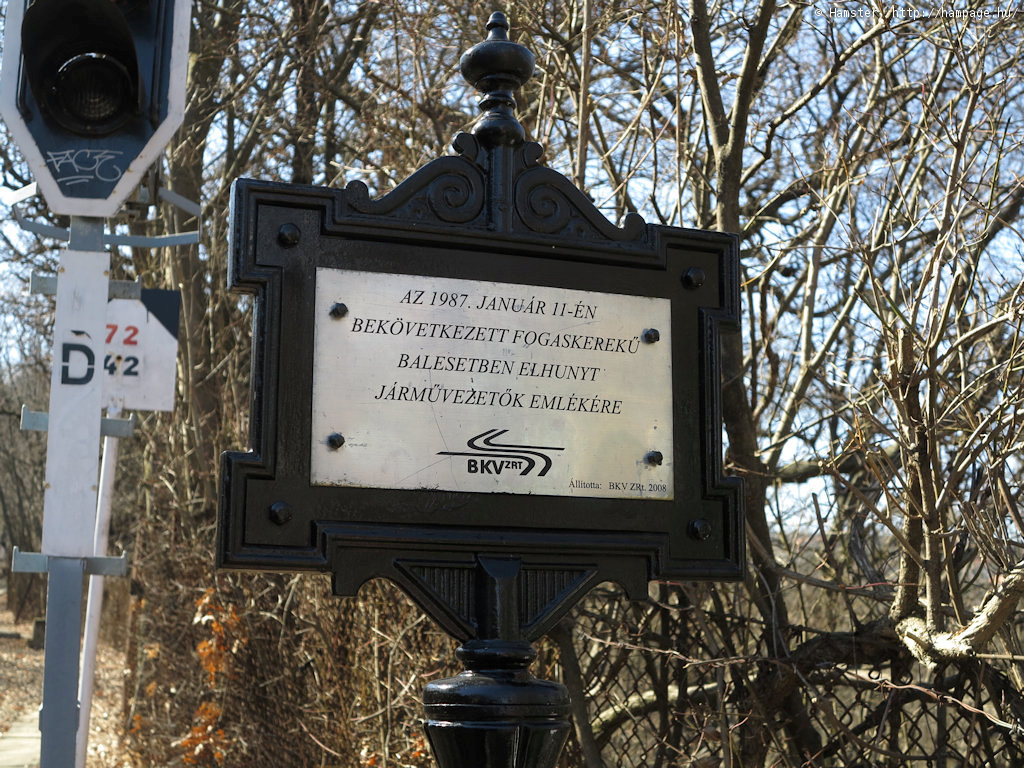 © Hamster, http://hampage.hu/
FACE
72
D 42
AZ 1987. JANUÁR 11-ÉN
BEKÖVETKEZETT FOGASKEREKŰ
BALESETBEN ELHUNYT
JÁRMŰVEZETŐK EMLÉKÉRE
BKV ZRT
Állította: BKV ZRt. 2008